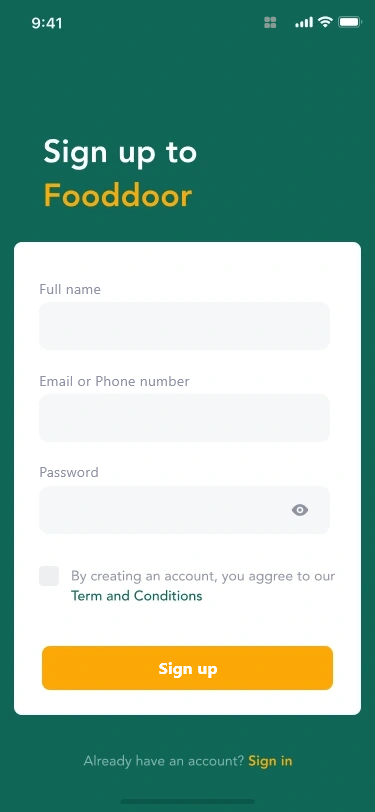 9:41
Sign up to
Fooddoor
Full name
Email or Phone number
Password
By creating an account, you aggree to our
Term and Conditions
Sign up
Already have an account? Sign in